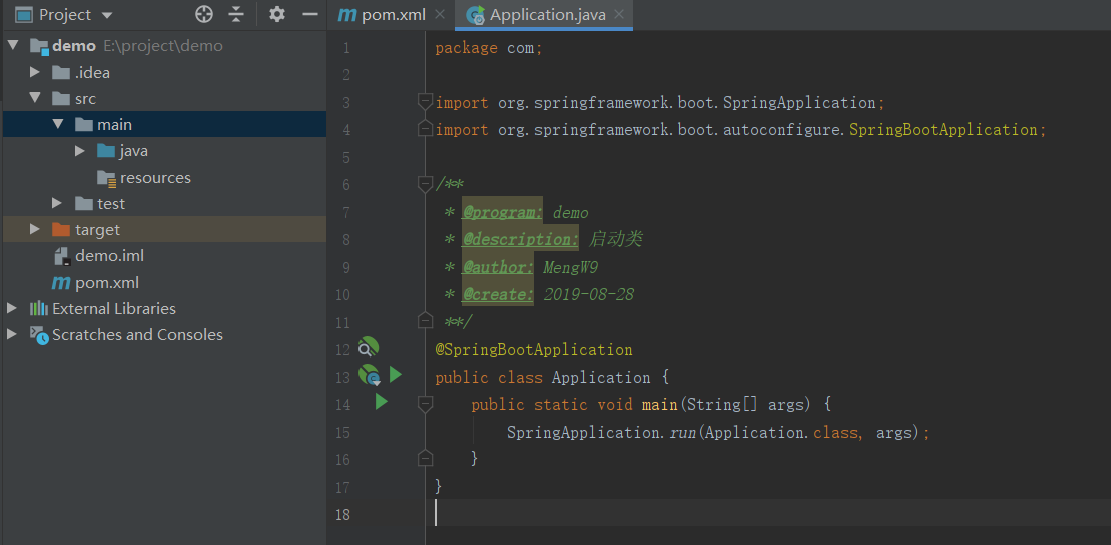 Project
pom.xml
Application.java
demo E:\project\demo
.idea
src
main
java
resources
test
target
demo.iml
pom.xml
External Libraries
Scratches and Consoles
1 package com;
2
3 import org.springframework.boot.SpringApplication;
4 import org.springframework.boot.autoconfigure.SpringBootApplication;
5
6 /**
7 * @program: demo
8 * @description: 启动类
9 * @author: MengW9
10 * @create: 2019-08-28
11 **/
12 @SpringBootApplication
13 public class Application {
14 public static void main(String[] args) {
15 SpringApplication.run(Application.class, args);
16 }
17 }
18